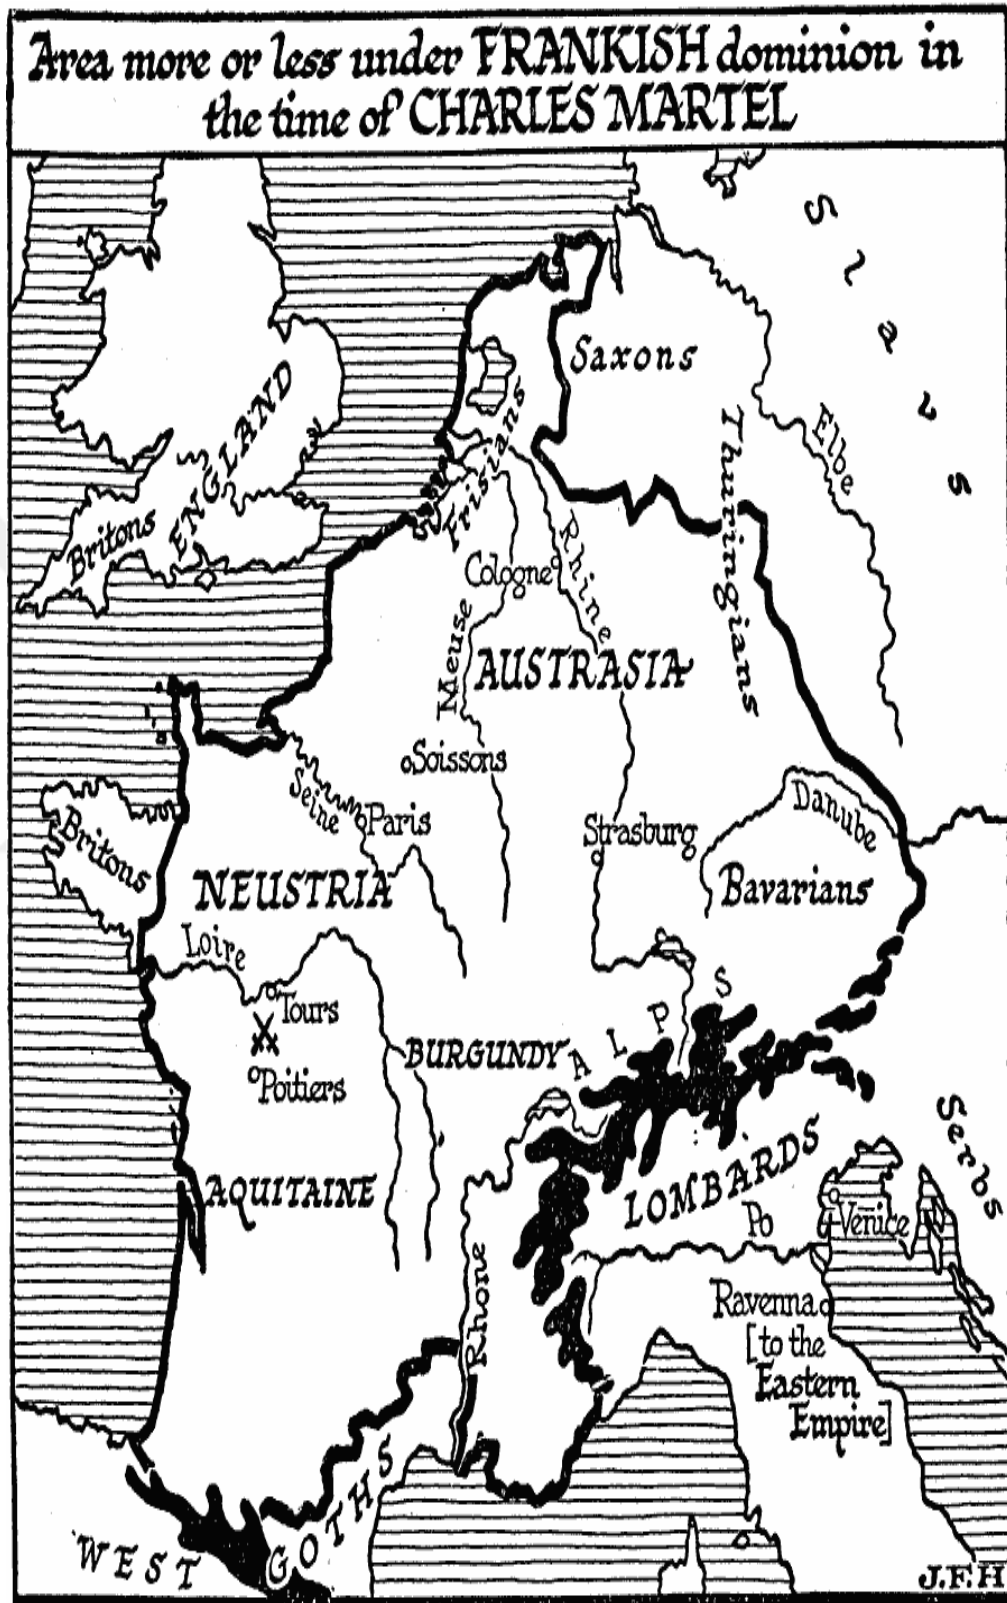 Area more or less under FRANKISH dominion in
the time of CHARLES MARTEL
Slavs
Saxons
Elbe
Thuringians
ENGLAND
Britons
Frisians
Rhine
Cologne
Meuse
AUSTRASIA
Soissons
Seine
Paris
Strasburg
Danube
Britons
NEUSTRIA
Bavarians
Loire
Tours
ALPS
BURGUNDY
Poitiers
Serbs
LOMBARDS
AQUITAINE
Po
Venice
Rhone
Ravenna
[to the
Eastern
Empire]
WEST GOTHS
J.F.H